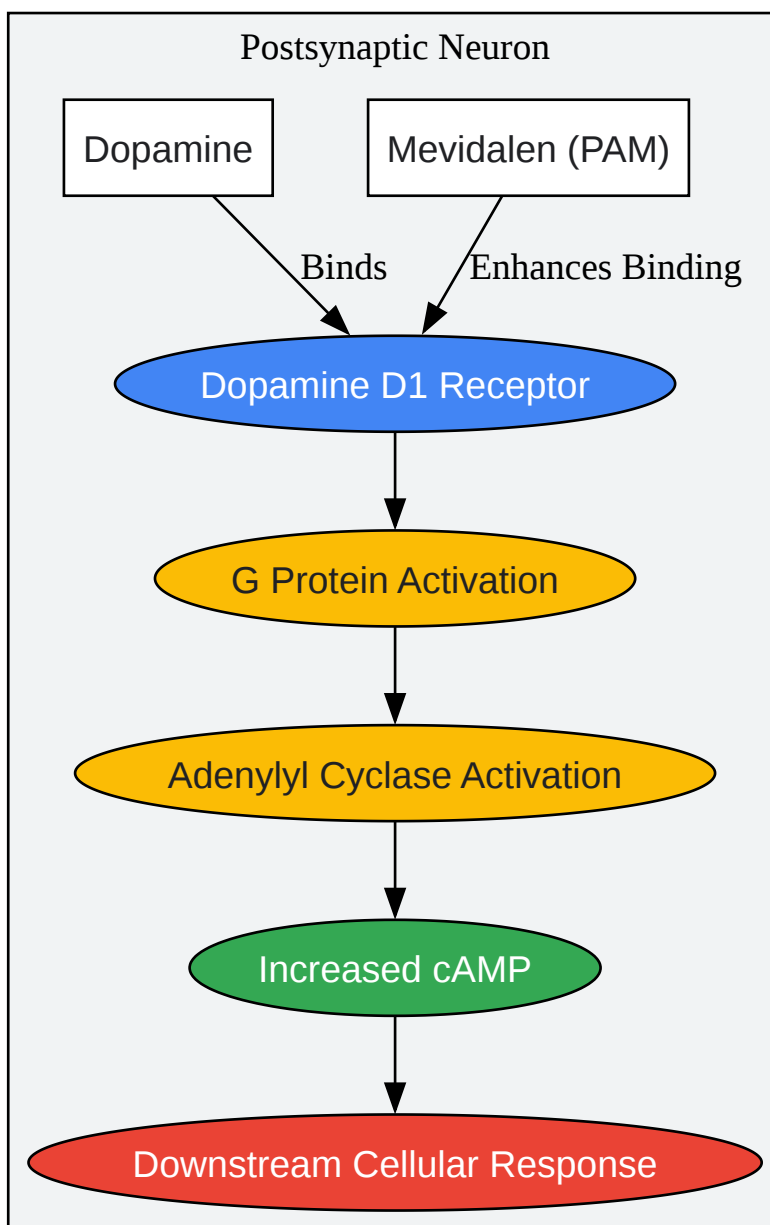 Postsynaptic Neuron
Dopamine
Mevidalen (PAM)
Binds
Enhances Binding
Dopamine D1 Receptor
G Protein Activation
Adenylyl Cyclase Activation
Increased cAMP
Downstream Cellular Response